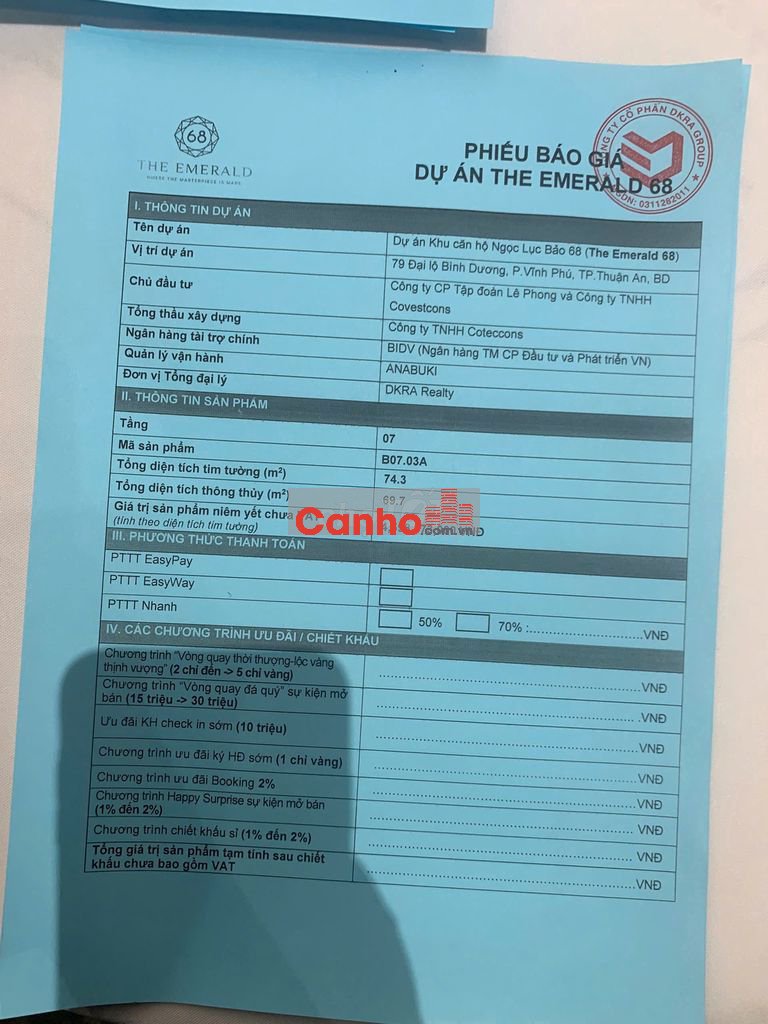 68
THE EMERALD
WHERE THE MASTERPIECE IS MADE
PHIẾU BÁO GIÁ
DỰ ÁN THE EMERALD 68
CÔNG TY CỔ PHẦN DKRA GROUP
0311282011
I. THÔNG TIN DỰ ÁN
Tên dự án
Dự án Khu căn hộ Ngọc Lục Bảo 68 (The Emerald 68)
Vị trí dự án
79 Đại lộ Bình Dương, P.Vĩnh Phú, TP.Thuận An, BD
Chủ đầu tư
Công ty CP Tập đoàn Lê Phong và Công ty TNHH
Covestcons
Tổng thầu xây dựng
Công ty TNHH Coteccons
Ngân hàng tài trợ chính
BIDV (Ngân hàng TM CP Đầu tư và Phát triển VN)
Quản lý vận hành
ANABUKI
Đơn vị Tổng đại lý
DKRA Realty
II. THÔNG TIN SẢN PHẨM
Tầng
07
Mã sản phẩm
B07.03A
Tổng diện tích tim tường (m²)
74.3
Tổng diện tích thông thủy (m²)
69.7
Giá trị sản phẩm niêm yết chưa
(tính theo diện tích tim tường)
VNĐ
Canho
.com.vn
III. PHƯƠNG THỨC THANH TOÁN
PTTT EasyPay
PTTT EasyWay
PTTT Nhanh
50%
70% :..............................VNĐ
IV. CÁC CHƯƠNG TRÌNH ƯU ĐÃI / CHIẾT KHẤU
Chương trình “Vòng quay thời thượng-lộc vàng
thịnh vượng” (2 chỉ đến -> 5 chỉ vàng)
..............................VNĐ
Chương trình “Vòng quay đá quý” sự kiện mở
bán (15 triệu -> 30 triệu)
..............................VNĐ
Ưu đãi KH check in sớm (10 triệu)
..............................VNĐ
Chương trình ưu đãi ký HĐ sớm (1 chỉ vàng)
..............................VNĐ
Chương trình ưu đãi Booking 2%
..............................VNĐ
Chương trình Happy Surprise sự kiện mở bán
(1% đến 2%)
..............................VNĐ
Chương trình chiết khấu sỉ (1% đến 2%)
..............................VNĐ
Tổng giá trị sản phẩm tạm tính sau chiết
khấu chưa bao gồm VAT
..............................VNĐ